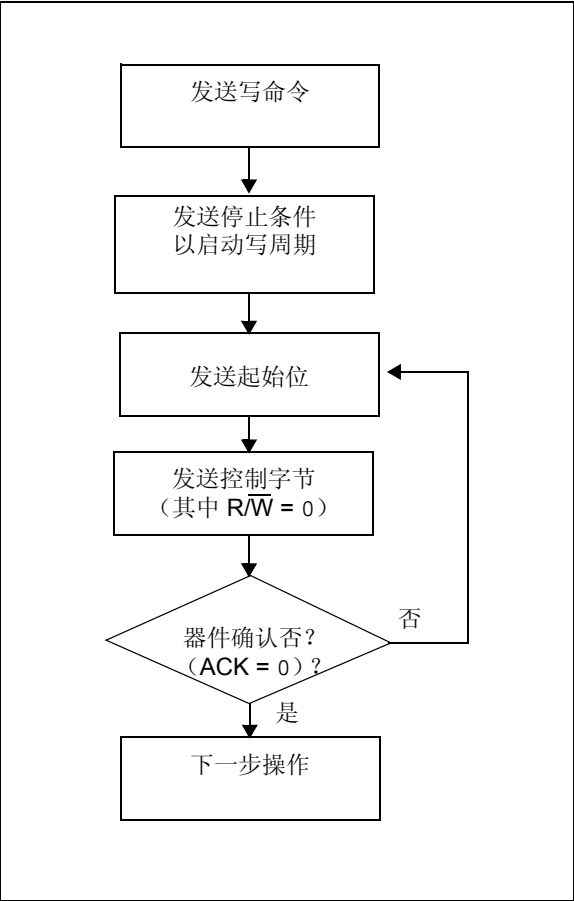 发送写命令
发送停止条件
以启动写周期
发送起始位
发送控制字节
（其中 R/W̅ = 0）
否
器件确认否？
（ACK = 0）？
是
下一步操作